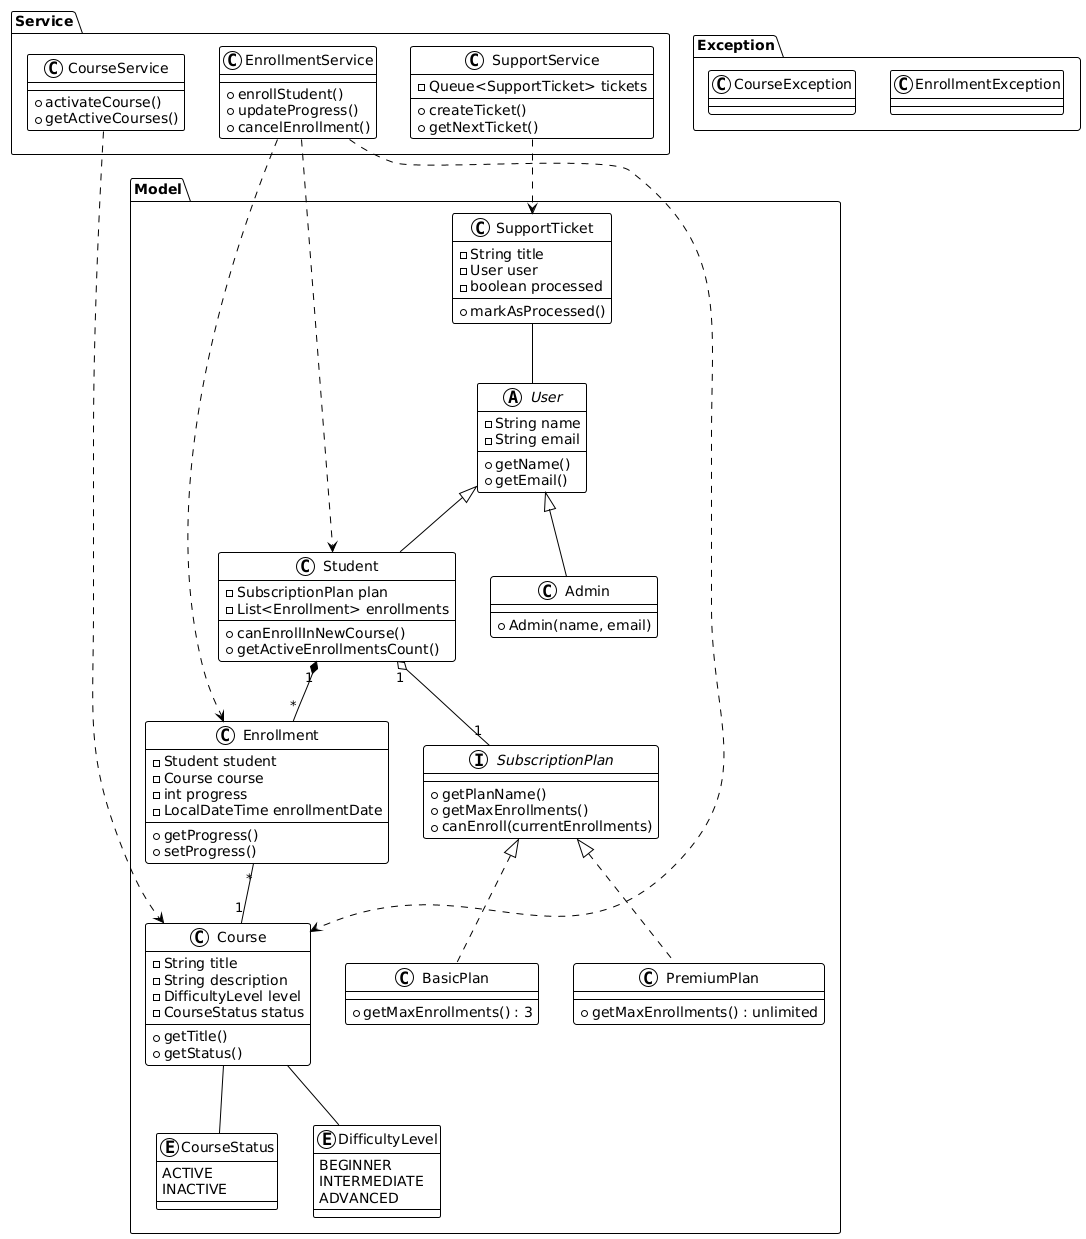 Service
C CourseService
activateCourse()
getActiveCourses()
C EnrollmentService
enrollStudent()
updateProgress()
cancelEnrollment()
C SupportService
Queue<SupportTicket> tickets
createTicket()
getNextTicket()
Exception
C CourseException
C EnrollmentException
Model
C SupportTicket
String title
User user
boolean processed
markAsProcessed()
A User
String name
String email
getName()
getEmail()
C Student
SubscriptionPlan plan
List<Enrollment> enrollments
canEnrollInNewCourse()
getActiveEnrollmentsCount()
C Admin
Admin(name, email)
1
*
1
1
C Enrollment
Student student
Course course
int progress
LocalDateTime enrollmentDate
getProgress()
setProgress()
I SubscriptionPlan
getPlanName()
getMaxEnrollments()
canEnroll(currentEnrollments)
*
1
C Course
String title
String description
DifficultyLevel level
CourseStatus status
getTitle()
getStatus()
C BasicPlan
getMaxEnrollments() : 3
C PremiumPlan
getMaxEnrollments() : unlimited
E CourseStatus
ACTIVE
INACTIVE
E DifficultyLevel
BEGINNER
INTERMEDIATE
ADVANCED